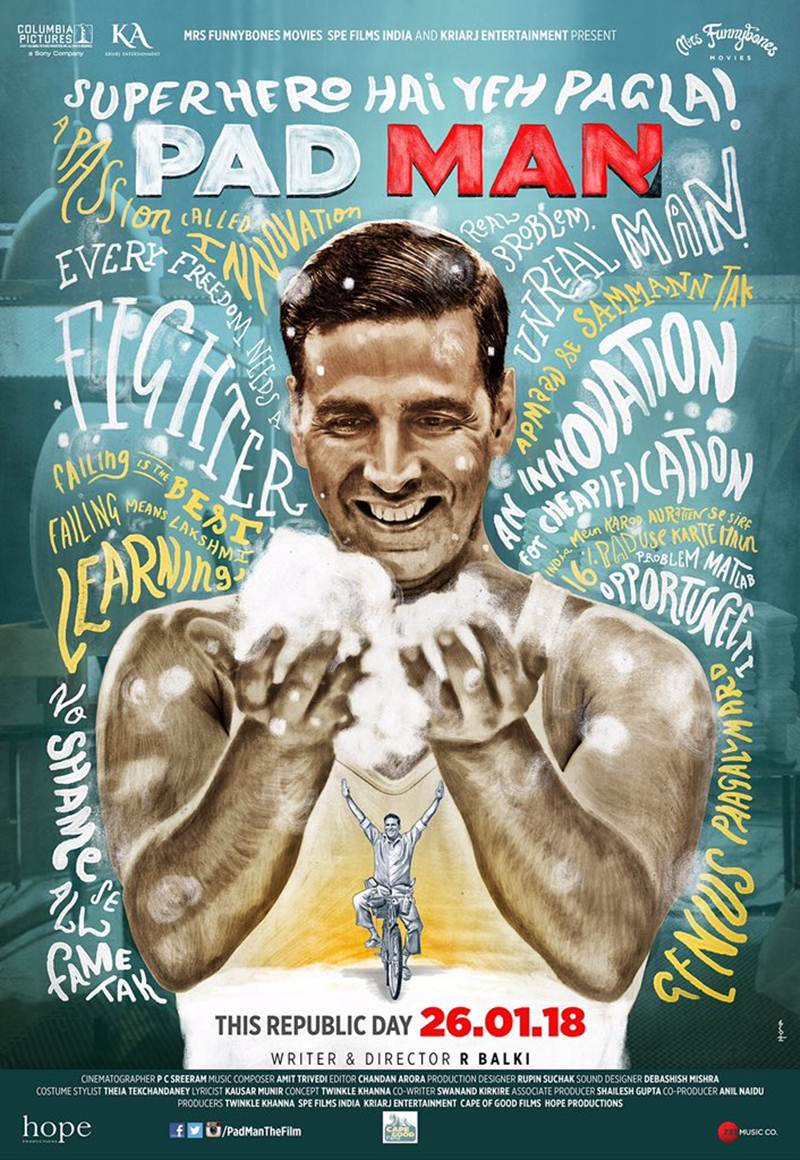 COLUMBIA PICTURES
a Sony Company
KA
KRIARJ ENTERTAINMENT
MRS FUNNYBONES MOVIES SPE FILMS INDIA AND KRIARJ ENTERTAINMENT PRESENT
Mrs Funnybones
MOVIES
SUPERHERO HAI YEH PAGLA!
PAD MAN
A PASSION CALLED INNOVATION
EVERY FREEDOM NEEDS A
FIGHTER
FAILING IS THE BEST
FAILING MEANS LAKSHMI
LEARNING
NO SHAME SE
ALL FAME TAK
REAL PROBLEM.
UNREAL MAN!
APMAAN SE SAMMANN TAK
AN INNOVATION
FOR CHEAPIFICATION
INDIA MEIN KAROD AURATEIN SE SIRF
16% PAD USE KARTE HAIN
PROBLEM MATLAB
OPPORTUNEETI
GENIUS PAAGAL MARD
THIS REPUBLIC DAY 26.01.18
WRITER & DIRECTOR R BALKI
CINEMATOGRAPHER P C SREERAM MUSIC COMPOSER AMIT TRIVEDI EDITOR CHANDAN ARORA PRODUCTION DESIGNER RUPIN SUCHAK SOUND DESIGNER DEBASHISH MISHRA
COSTUME STYLIST THEIA TEKCHANDANEY LYRICIST KAUSAR MUNIR CONCEPT TWINKLE KHANNA CO-WRITER SWANAND KIRKIRE ASSOCIATE PRODUCER SHAILESH GUPTA CO-PRODUCER ANIL NAIDU
PRODUCERS TWINKLE KHANNA SPE FILMS INDIA KRIARJ ENTERTAINMENT CAPE OF GOOD FILMS HOPE PRODUCTIONS
hope
PRODUCTIONS
/PadManTheFilm
CAPE OF GOOD FILMS
ZEE MUSIC CO.